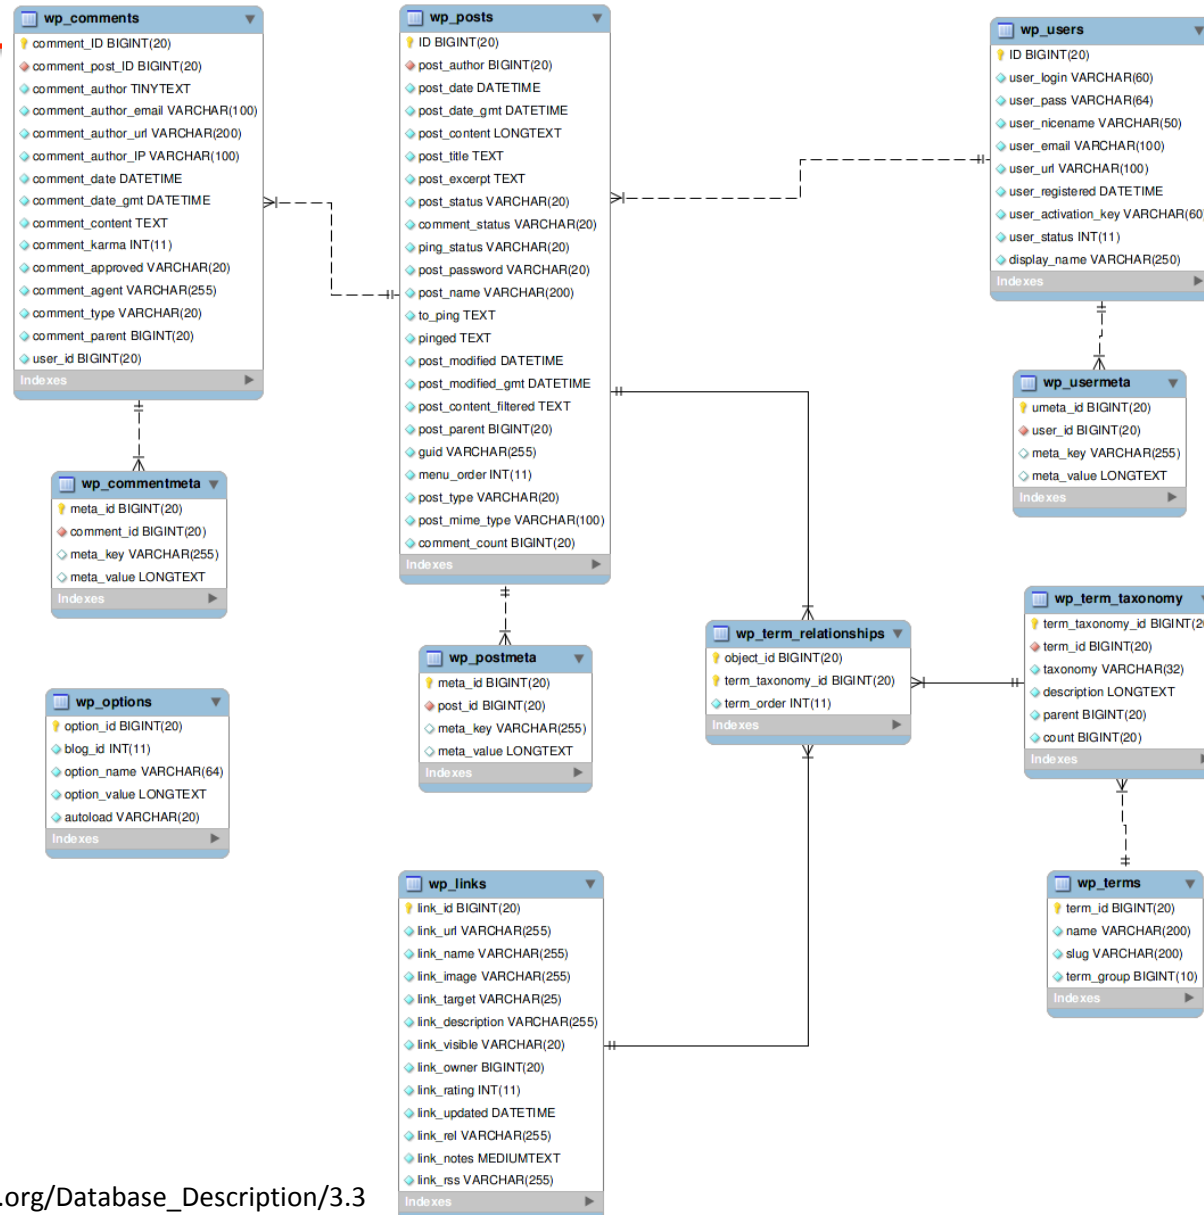 wp_comments
comment_ID BIGINT(20)
comment_post_ID BIGINT(20)
comment_author TINYTEXT
comment_author_email VARCHAR(100)
comment_author_url VARCHAR(200)
comment_author_IP VARCHAR(100)
comment_date DATETIME
comment_date_gmt DATETIME
comment_content TEXT
comment_karma INT(11)
comment_approved VARCHAR(20)
comment_agent VARCHAR(255)
comment_type VARCHAR(20)
comment_parent BIGINT(20)
user_id BIGINT(20)
Indexes
wp_posts
ID BIGINT(20)
post_author BIGINT(20)
post_date DATETIME
post_date_gmt DATETIME
post_content LONGTEXT
post_title TEXT
post_excerpt TEXT
post_status VARCHAR(20)
comment_status VARCHAR(20)
ping_status VARCHAR(20)
post_password VARCHAR(20)
post_name VARCHAR(200)
to_ping TEXT
pinged TEXT
post_modified DATETIME
post_modified_gmt DATETIME
post_content_filtered TEXT
post_parent BIGINT(20)
guid VARCHAR(255)
menu_order INT(11)
post_type VARCHAR(20)
post_mime_type VARCHAR(100)
comment_count BIGINT(20)
Indexes
wp_users
ID BIGINT(20)
user_login VARCHAR(60)
user_pass VARCHAR(64)
user_nicename VARCHAR(50)
user_email VARCHAR(100)
user_url VARCHAR(100)
user_registered DATETIME
user_activation_key VARCHAR(60
user_status INT(11)
display_name VARCHAR(250)
Indexes
wp_usermeta
umeta_id BIGINT(20)
user_id BIGINT(20)
meta_key VARCHAR(255)
meta_value LONGTEXT
Indexes
wp_commentmeta
meta_id BIGINT(20)
comment_id BIGINT(20)
meta_key VARCHAR(255)
meta_value LONGTEXT
Indexes
wp_postmeta
meta_id BIGINT(20)
post_id BIGINT(20)
meta_key VARCHAR(255)
meta_value LONGTEXT
Indexes
wp_term_relationships
object_id BIGINT(20)
term_taxonomy_id BIGINT(20)
term_order INT(11)
Indexes
wp_term_taxonomy
term_taxonomy_id BIGINT(20
term_id BIGINT(20)
taxonomy VARCHAR(32)
description LONGTEXT
parent BIGINT(20)
count BIGINT(20)
Indexes
wp_options
option_id BIGINT(20)
blog_id INT(11)
option_name VARCHAR(64)
option_value LONGTEXT
autoload VARCHAR(20)
Indexes
wp_links
link_id BIGINT(20)
link_url VARCHAR(255)
link_name VARCHAR(255)
link_image VARCHAR(255)
link_target VARCHAR(25)
link_description VARCHAR(255)
link_visible VARCHAR(20)
link_owner BIGINT(20)
link_rating INT(11)
link_updated DATETIME
link_rel VARCHAR(255)
link_notes MEDIUMTEXT
link_rss VARCHAR(255)
Indexes
wp_terms
term_id BIGINT(20)
name VARCHAR(200)
slug VARCHAR(200)
term_group BIGINT(10)
Indexes
.org/Database_Description/3.3